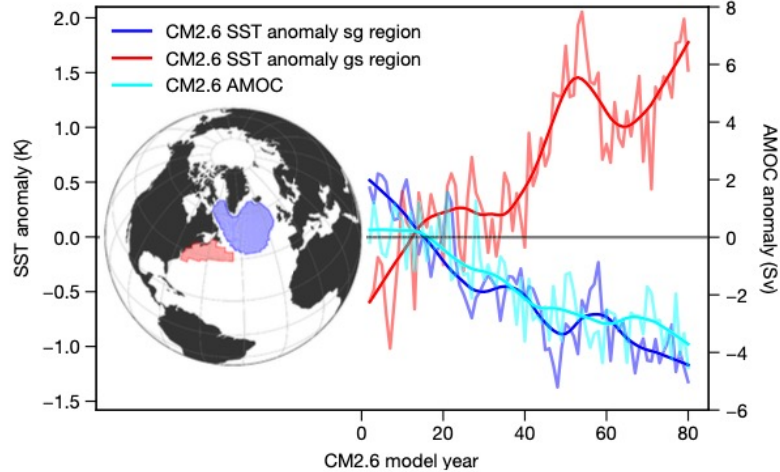 CM2.6 SST anomaly sg region
CM2.6 SST anomaly gs region
CM2.6 AMOC
SST anomaly (K)
2.0
1.5
1.0
0.5
0.0
−0.5
−1.0
−1.5
AMOC anomaly (Sv)
8
6
4
2
0
−2
−4
−6
0 20 40 60 80
CM2.6 model year